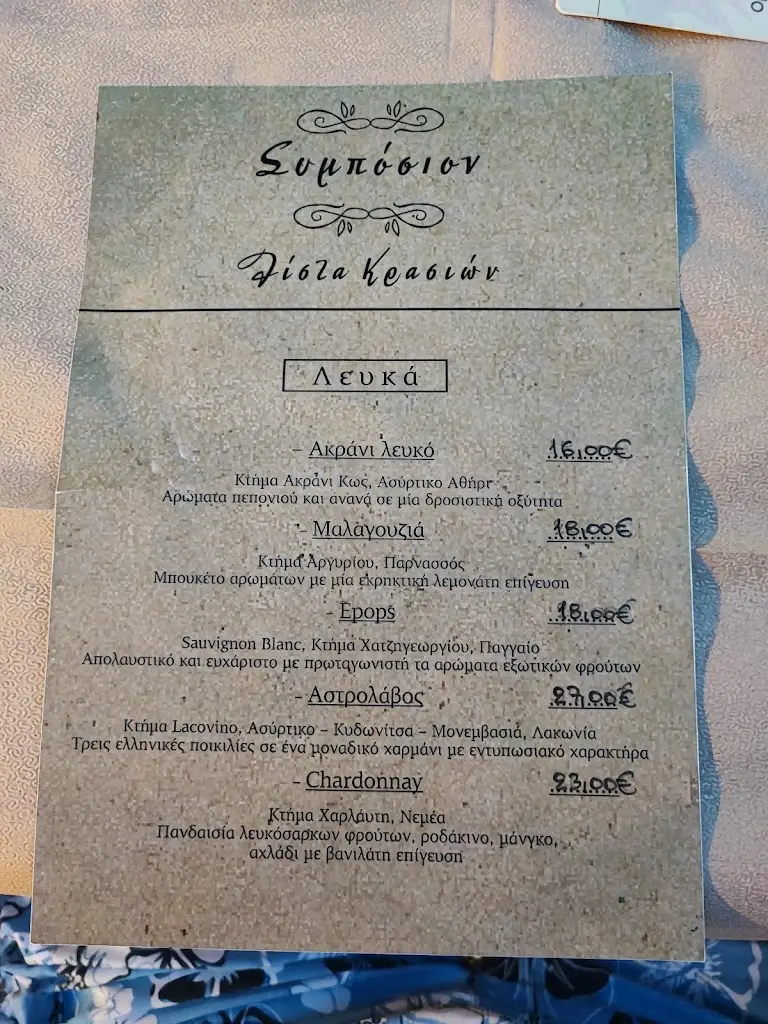 Συμπόσιον
Λίστα Κρασιών
Λευκά
- Ακράνι λευκό 16,00€
Κτήμα Ακράνι Κως, Ασύρτικο Αθήρι
Αρώματα πεπονιού και ανανά σε μία δροσιστική οξύτητα
- Μαλαγουζιά 18,00€
Κτήμα Αργυρίου, Παρνασσός
Μπουκέτο αρωμάτων με μία εκρηκτική λεμονάτη επίγευση
- Epops 18,00€
Sauvignon Blanc, Κτήμα Χατζηγεωργίου, Παγγαίο
Απολαυστικό και ευχάριστο με πρωταγωνιστή τα αρώματα εξωτικών φρούτων
- Αστρολάβος 27,00€
Κτήμα Lacovino, Ασύρτικο – Κυδωνίτσα – Μονεμβασιά, Λακωνία
Τρεις ελληνικές ποικιλίες σε ένα μοναδικό χαρμάνι με εντυπωσιακό χαρακτήρα
- Chardonnay 23,00€
Κτήμα Χαρλαύτη, Νεμέα
Πανδαισία λευκόσαρκων φρούτων, ροδάκινο, μάνγκο,
αχλάδι με βανιλάτη επίγευση